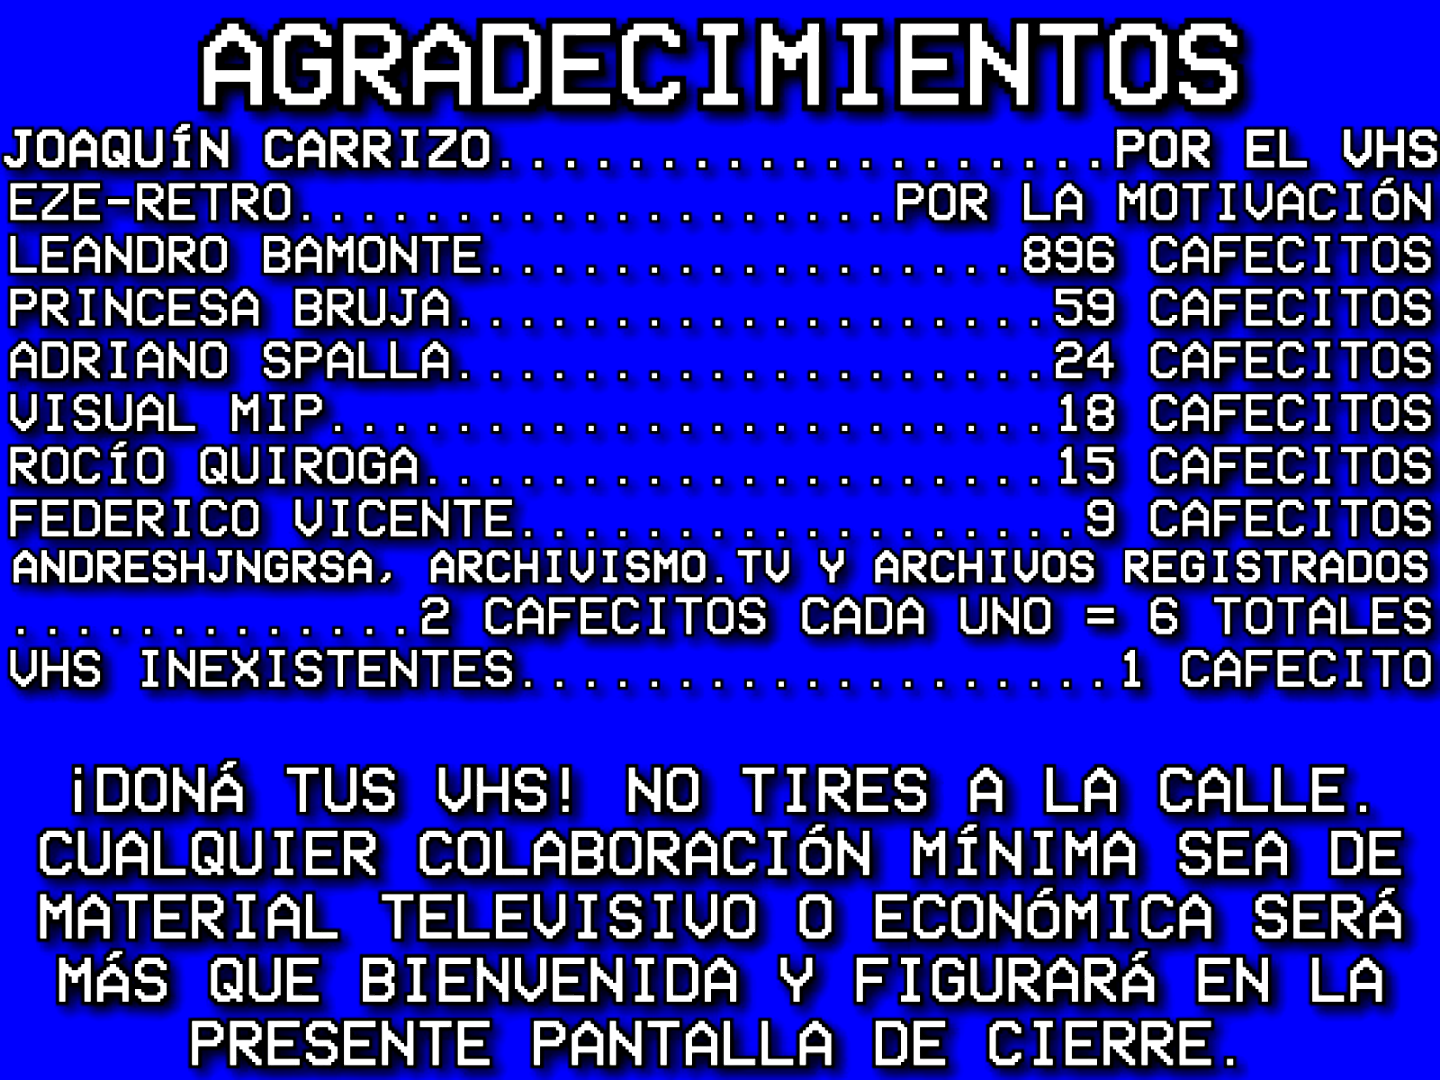 AGRADECIMIENTOS
JOAQUÍN CARRIZO...................POR EL VHS
EZE-RETRO...................POR LA MOTIVACIÓN
LEANDRO BAMONTE.................896 CAFECITOS
PRINCESA BRUJA...................59 CAFECITOS
ADRIANO SPALLA...................24 CAFECITOS
VISUAL MIP.......................18 CAFECITOS
ROCÍO QUIROGA....................15 CAFECITOS
FEDERICO VICENTE..................9 CAFECITOS
ANDRESHJNGRSA, ARCHIVISMO.TV Y ARCHIVOS REGISTRADOS
.............2 CAFECITOS CADA UNO = 6 TOTALES
VHS INEXISTENTES...................1 CAFECITO
¡DONÁ TUS VHS! NO TIRES A LA CALLE.
CUALQUIER COLABORACIÓN MÍNIMA SEA DE
MATERIAL TELEVISIVO O ECONÓMICA SERÁ
MÁS QUE BIENVENIDA Y FIGURARÁ EN LA
PRESENTE PANTALLA DE CIERRE.